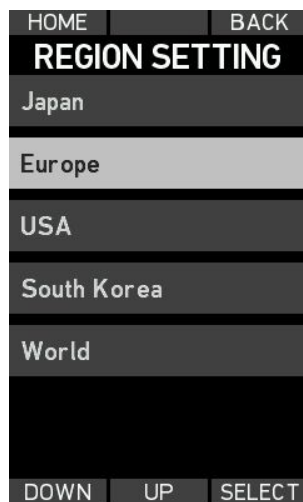 HOME BACK
REGION SETTING
Japan
Europe
USA
South Korea
World
DOWN UP SELECT